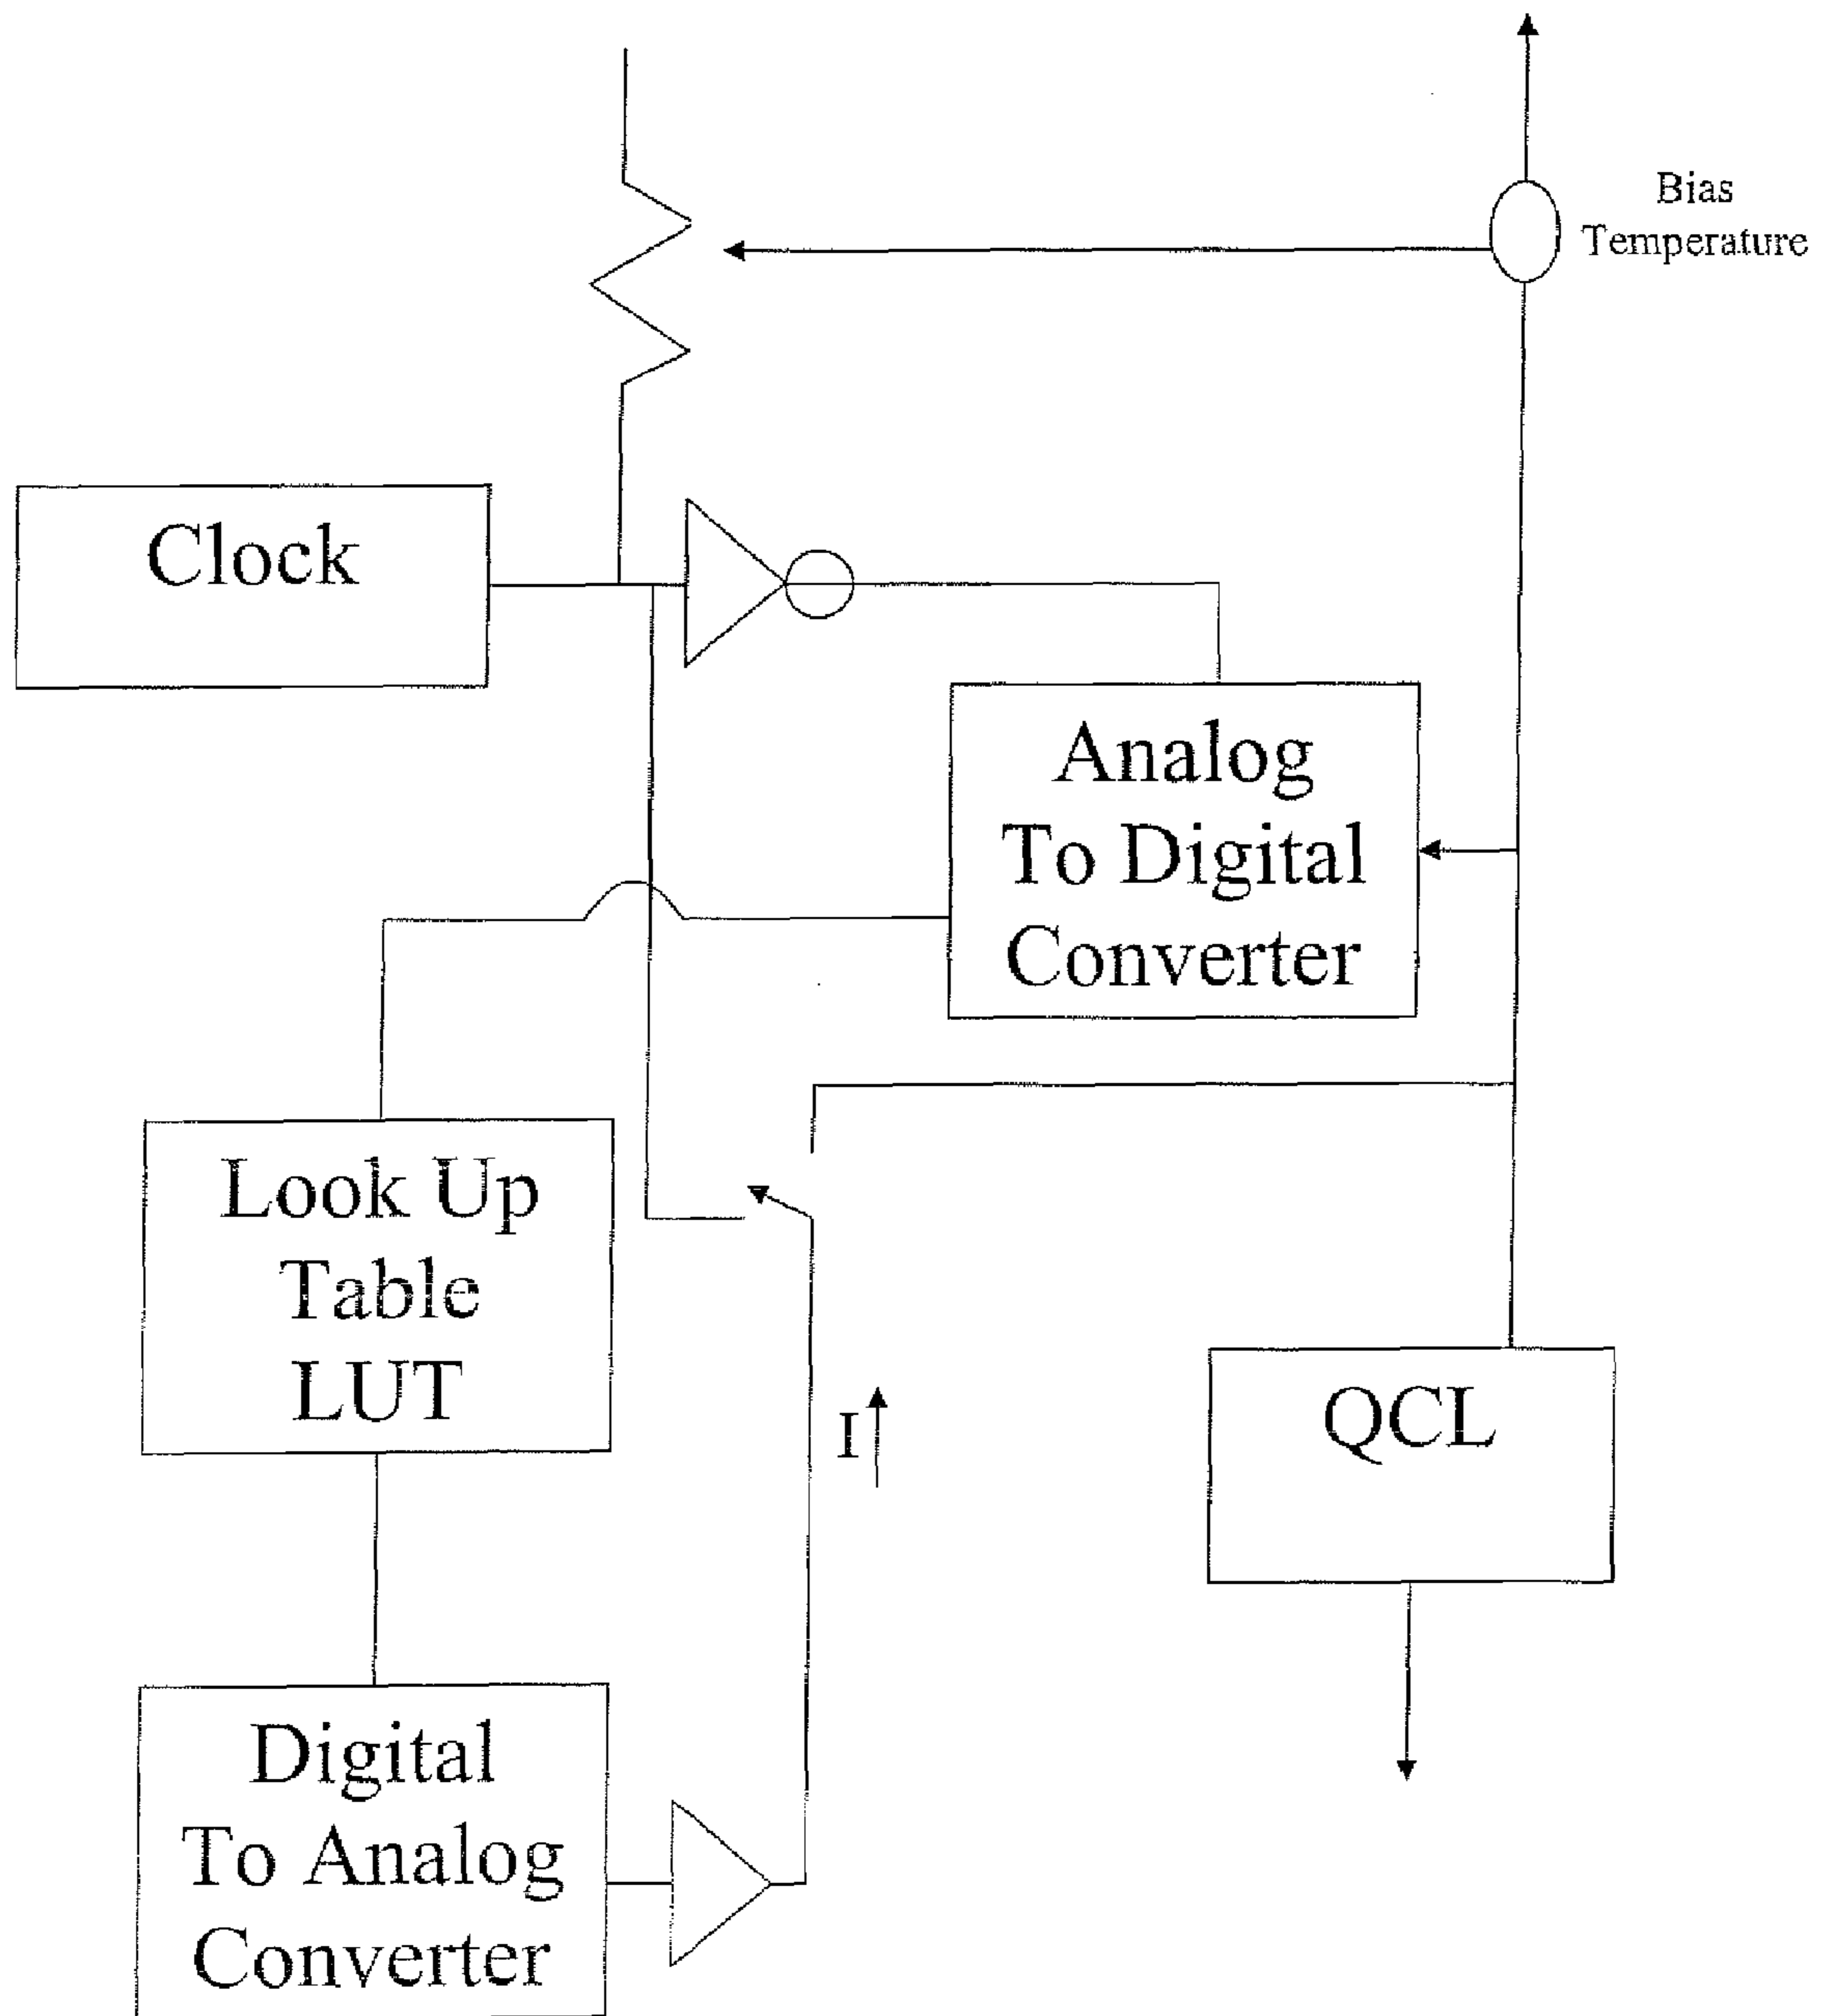 Bias
Temperature
Clock
Analog
To Digital
Converter
Look Up
Table
LUT
I
QCL
Digital
To Analog
Converter